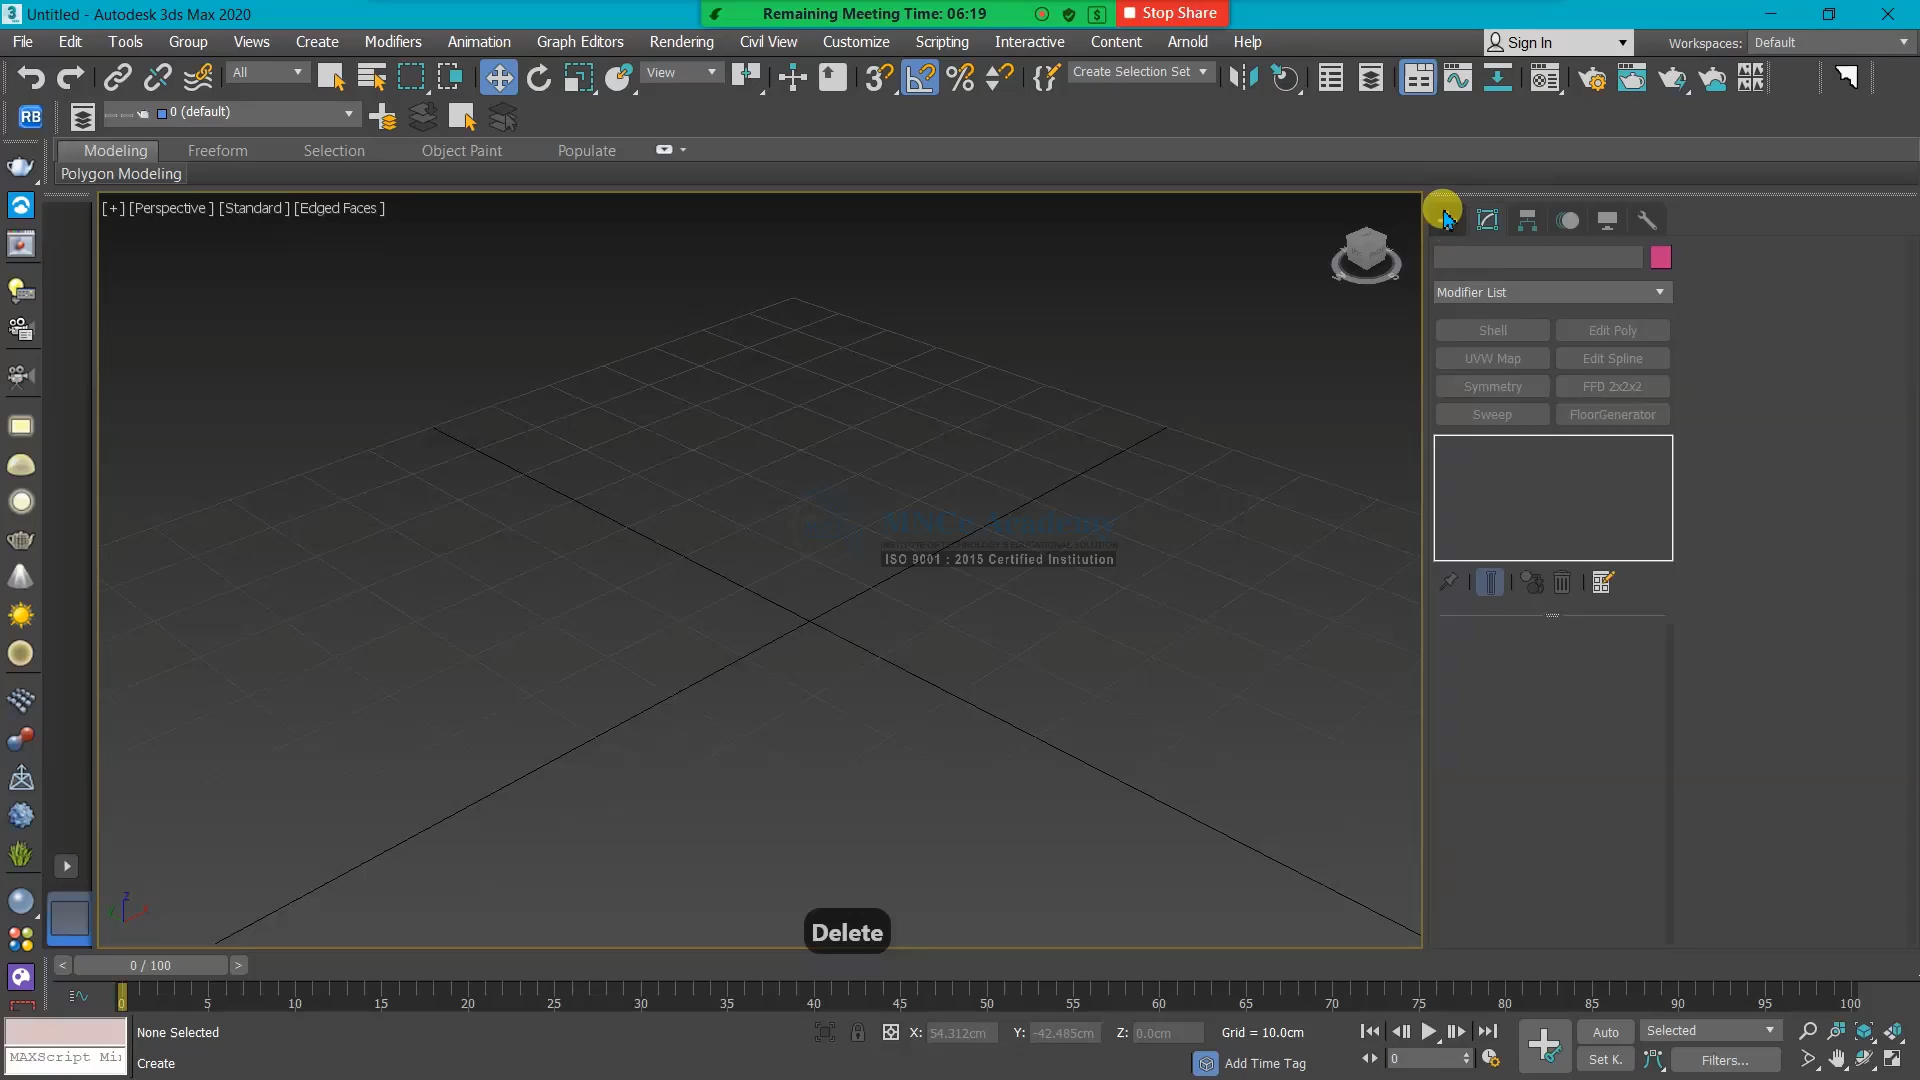 Untitled - Autodesk 3ds Max 2020
Remaining Meeting Time: 06:19
Stop Share
File Edit Tools Group Views Create Modifiers Animation Graph Editors Rendering Civil View Customize Scripting Interactive Content Arnold Help
Sign In
Workspaces: Default
All
View
Create Selection Set
RB
0 (default)
Modeling Freeform Selection Object Paint Populate
Polygon Modeling
[+] [Perspective ] [Standard ] [Edged Faces ]
Modifier List
Shell Edit Poly
UVW Map Edit Spline
Symmetry FFD 2x2x2
Sweep FloorGenerator
ISO 9001 : 2015 Certified Institution
Delete
0 / 100
0 5 10 15 20 25 30 35 40 45 50 55 60 65 70 75 80 85 90 95 100
None Selected
X: 54.312cm Y: -42.485cm Z: 0.0cm Grid = 10.0cm
Auto
Selected
MAXScript Mi
Create
Add Time Tag
0
Set K.
Filters...